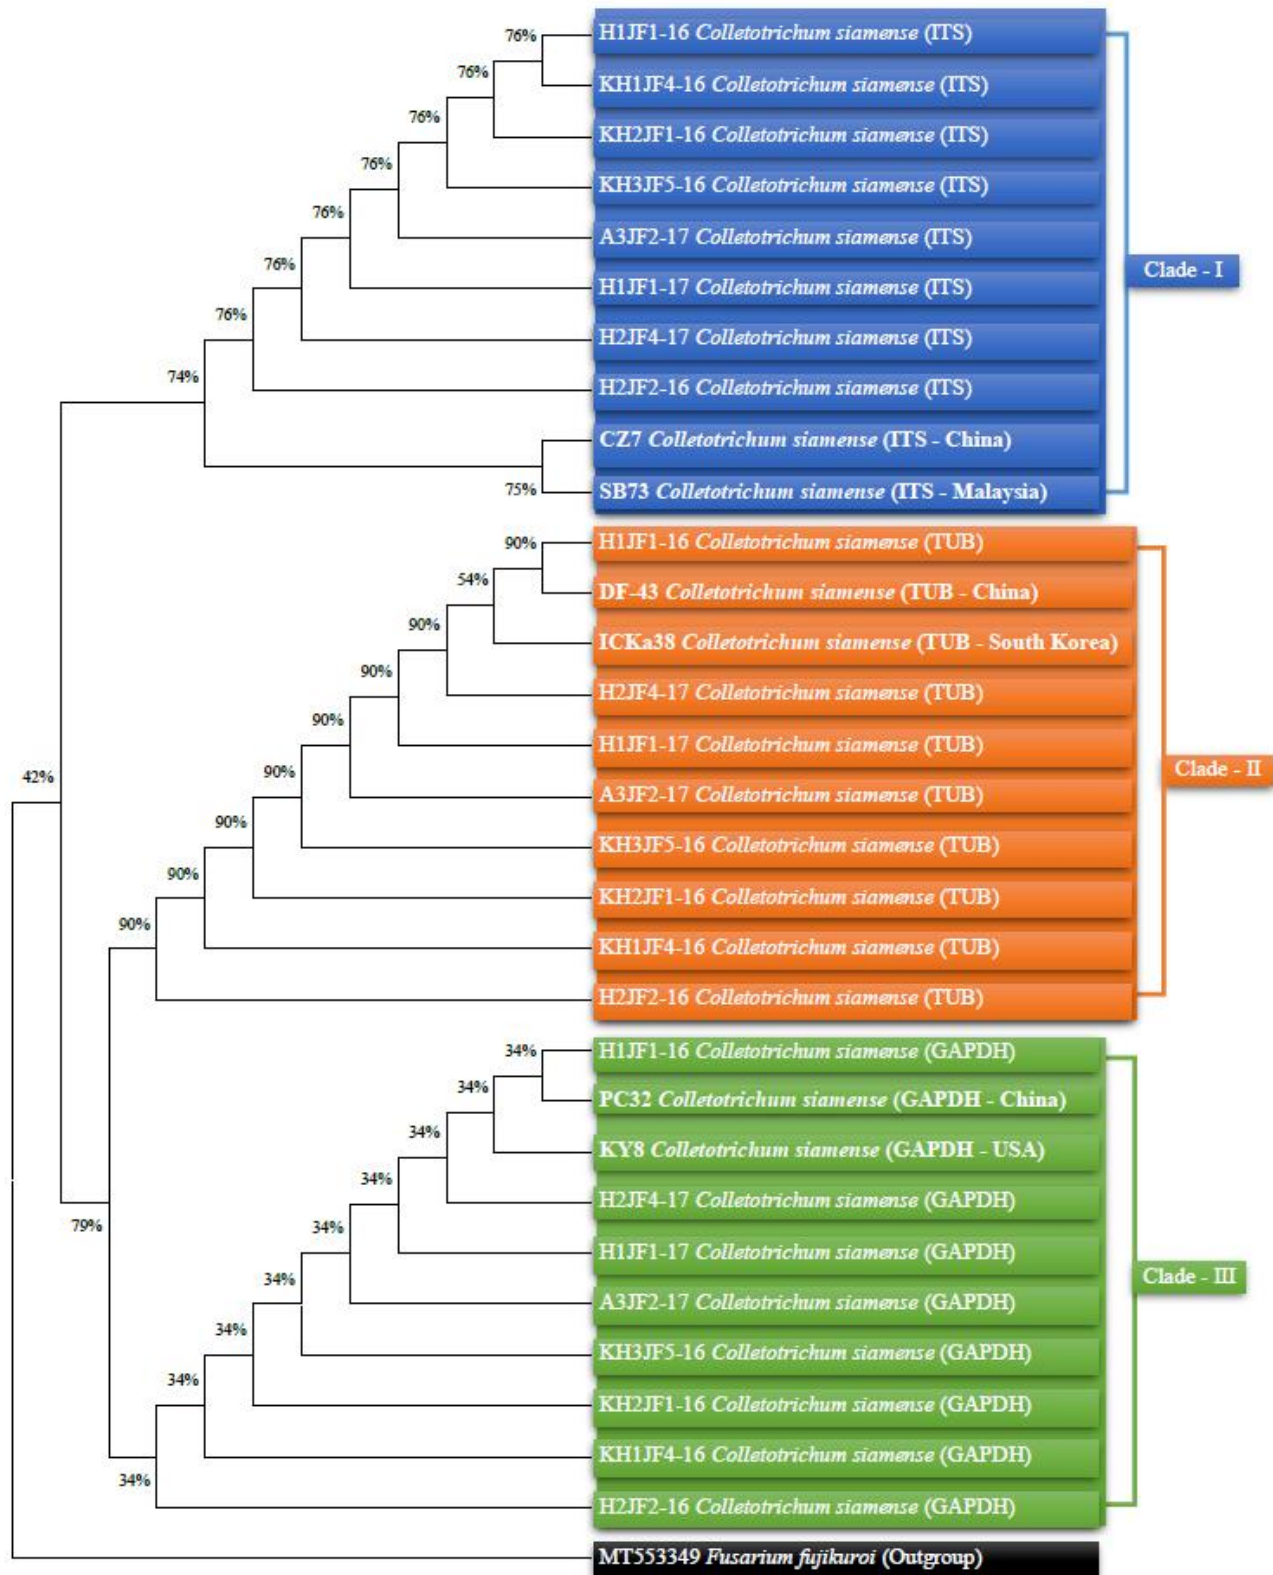 76%
H1JF1-16 Colletotrichum siamense (ITS)
76%
KH1JF4-16 Colletotrichum siamense (ITS)
76%
KH2JF1-16 Colletotrichum siamense (ITS)
76%
KH3JF5-16 Colletotrichum siamense (ITS)
76%
A3JF2-17 Colletotrichum siamense (ITS)
76%
Clade - I
H1JF1-17 Colletotrichum siamense (ITS)
76%
H2JF4-17 Colletotrichum siamense (ITS)
74%
H2JF2-16 Colletotrichum siamense (ITS)
CZ7 Colletotrichum siamense (ITS - China)
75%
SB73 Colletotrichum siamense (ITS - Malaysia)
90%
H1JF1-16 Colletotrichum siamense (TUB)
54%
DF-43 Colletotrichum siamense (TUB - China)
90%
ICKa38 Colletotrichum siamense (TUB - South Korea)
90%
H2JF4-17 Colletotrichum siamense (TUB)
90%
H1JF1-17 Colletotrichum siamense (TUB)
90%
Clade - II
42%
A3JF2-17 Colletotrichum siamense (TUB)
90%
KH3JF5-16 Colletotrichum siamense (TUB)
90%
KH2JF1-16 Colletotrichum siamense (TUB)
90%
KH1JF4-16 Colletotrichum siamense (TUB)
H2JF2-16 Colletotrichum siamense (TUB)
34%
H1JF1-16 Colletotrichum siamense (GAPDH)
34%
PC32 Colletotrichum siamense (GAPDH - China)
34%
KY8 Colletotrichum siamense (GAPDH - USA)
34%
H2JF4-17 Colletotrichum siamense (GAPDH)
79%
34%
H1JF1-17 Colletotrichum siamense (GAPDH)
34%
Clade - III
A3JF2-17 Colletotrichum siamense (GAPDH)
34%
KH3JF5-16 Colletotrichum siamense (GAPDH)
34%
KH2JF1-16 Colletotrichum siamense (GAPDH)
KH1JF4-16 Colletotrichum siamense (GAPDH)
34%
H2JF2-16 Colletotrichum siamense (GAPDH)
MT553349 Fusarium fujikuroi (Outgroup)